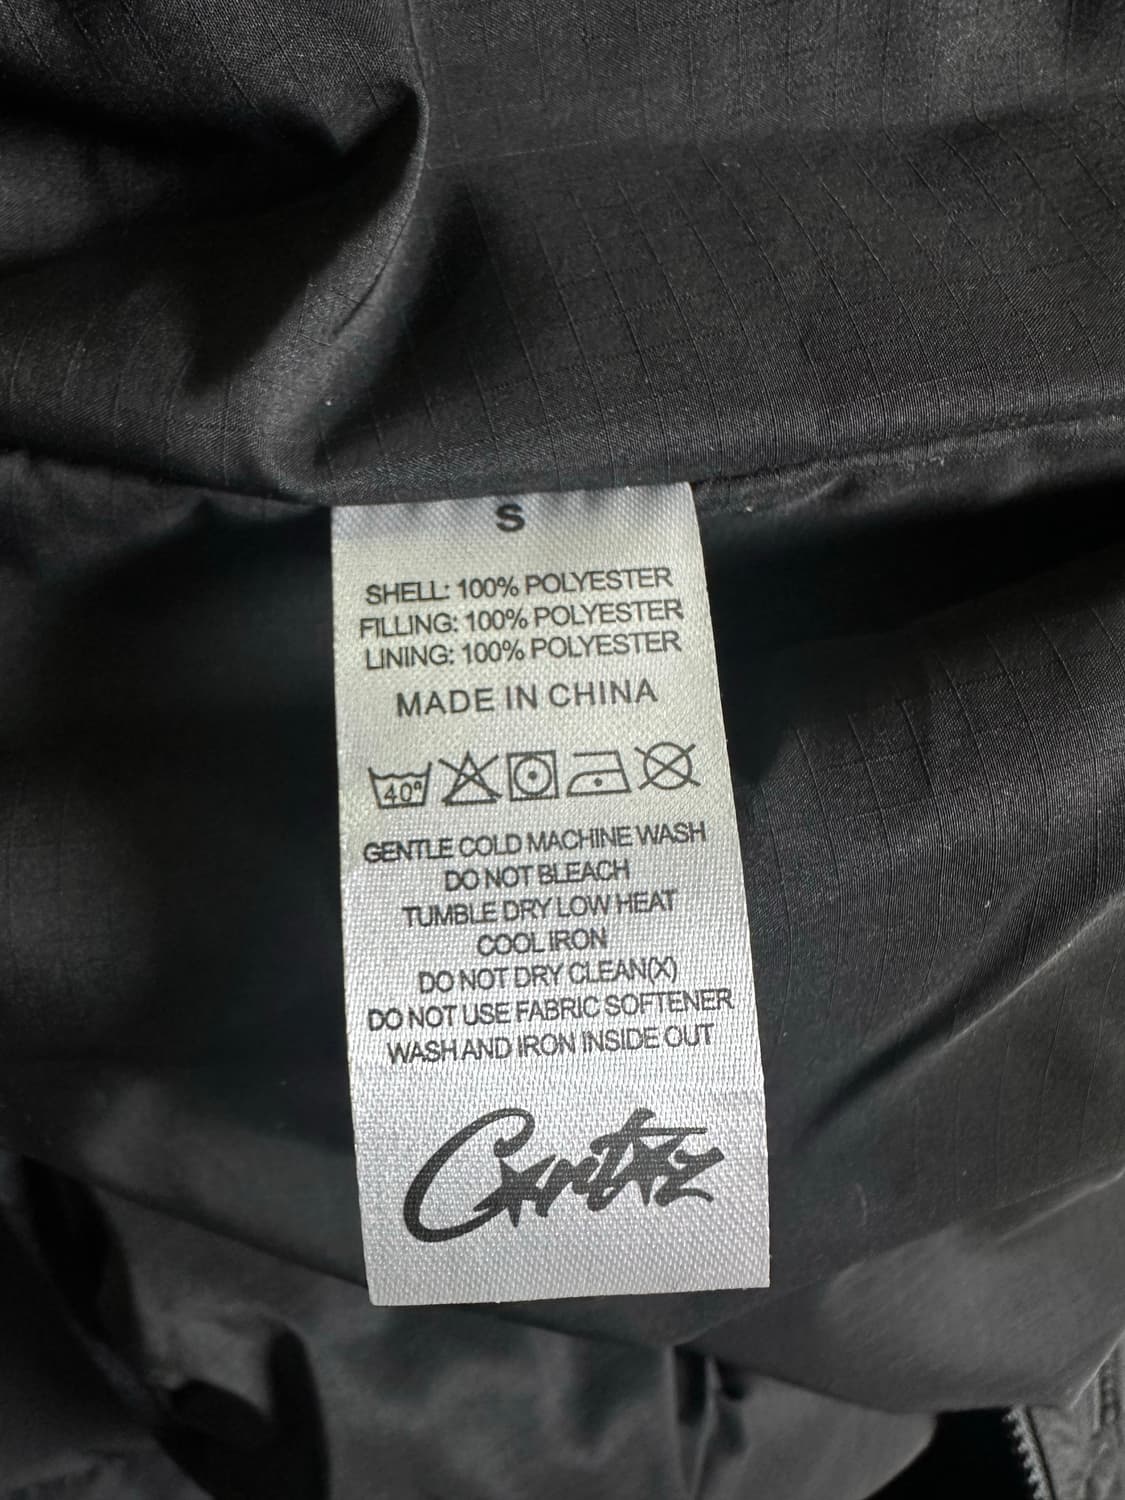 S
SHELL: 100% POLYESTER
FILLING: 100% POLYESTER
LINING: 100% POLYESTER
MADE IN CHINA
40°
GENTLE COLD MACHINE WASH
DO NOT BLEACH
TUMBLE DRY LOW HEAT
COOL IRON
DO NOT DRY CLEAN(X)
DO NOT USE FABRIC SOFTENER
WASH AND IRON INSIDE OUT
Crtz